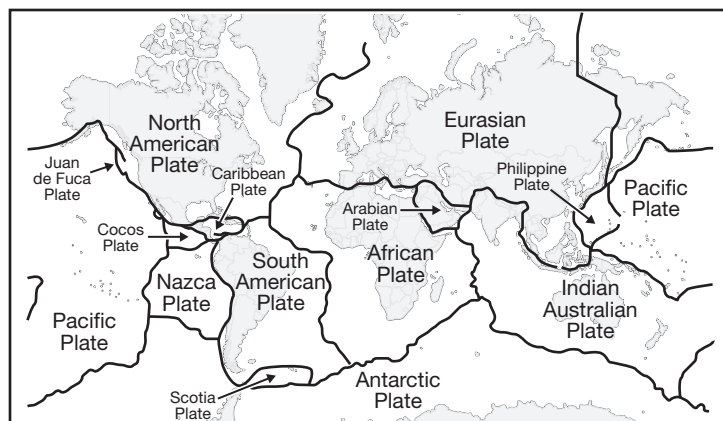 North
American
Plate
Eurasian
Plate
Juan
de Fuca
Plate
Caribbean
Plate
Philippine
Plate
Pacific
Plate
Cocos
Plate
Arabian
Plate
African
Plate
Nazca
Plate
South
American
Plate
Indian
Australian
Plate
Pacific
Plate
Scotia
Plate
Antarctic
Plate